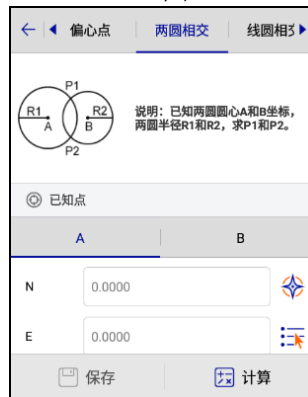 偏心点 两圆相交 线圆相交
P1
R1 R2
A B
P2
说明：已知两圆圆心A和B坐标，
两圆半径R1和R2，求P1和P2。
已知点
A B
N 0.0000
E 0.0000
保存 计算